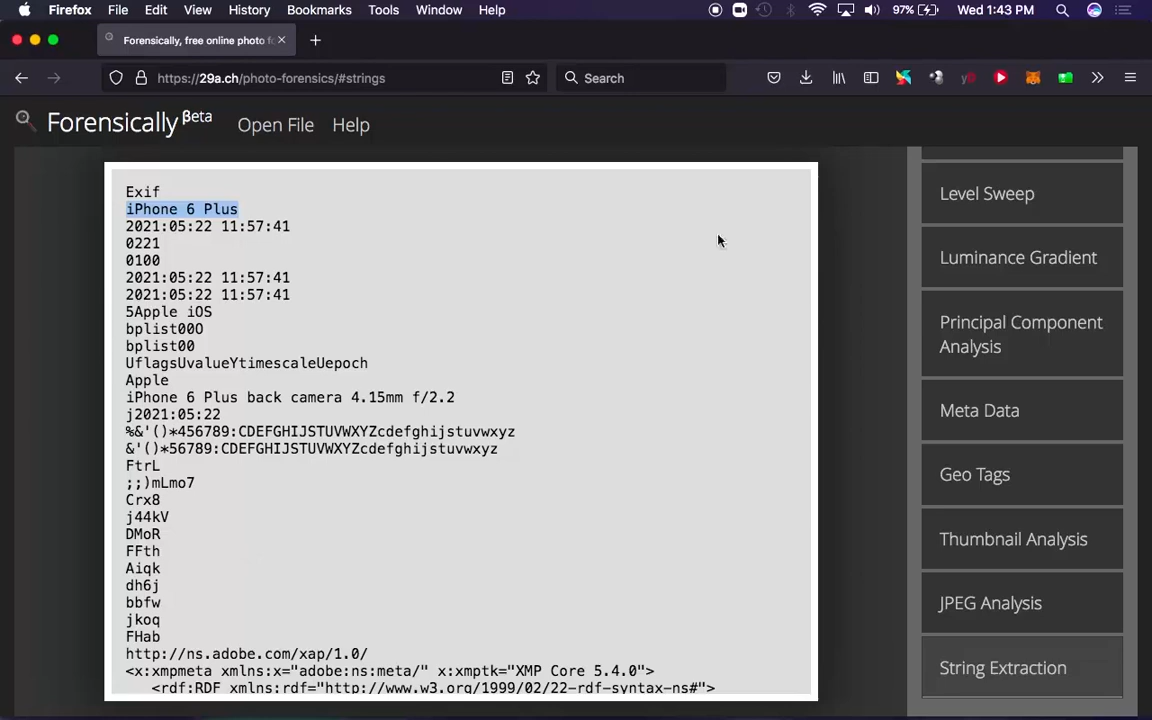 Firefox File Edit View History Bookmarks Tools Window Help 97% Wed 1:43 PM
Forensically, free online photo fo
https://29a.ch/photo-forensics/#strings Search
Forensically βeta Open File Help
Exif
iPhone 6 Plus
2021:05:22 11:57:41
0221
0100
2021:05:22 11:57:41
2021:05:22 11:57:41
5Apple iOS
bplist00O
bplist00
UflagsUvalueYtimescaleUepoch
Apple
iPhone 6 Plus back camera 4.15mm f/2.2
j2021:05:22
%&'()*456789:CDEFGHIJSTUVWXYZcdefghijstuvwxyz
&'()*56789:CDEFGHIJSTUVWXYZcdefghijstuvwxyz
FtrL
;;)mLmo7
Crx8
j44kV
DMoR
FFth
Aiqk
dh6j
bbfw
jkoq
FHab
http://ns.adobe.com/xap/1.0/
<x:xmpmeta xmlns:x="adobe:ns:meta/" x:xmptk="XMP Core 5.4.0">
<rdf:RDF xmlns:rdf="http://www.w3.org/1999/02/22-rdf-syntax-ns#">
Level Sweep
Luminance Gradient
Principal Component
Analysis
Meta Data
Geo Tags
Thumbnail Analysis
JPEG Analysis
String Extraction